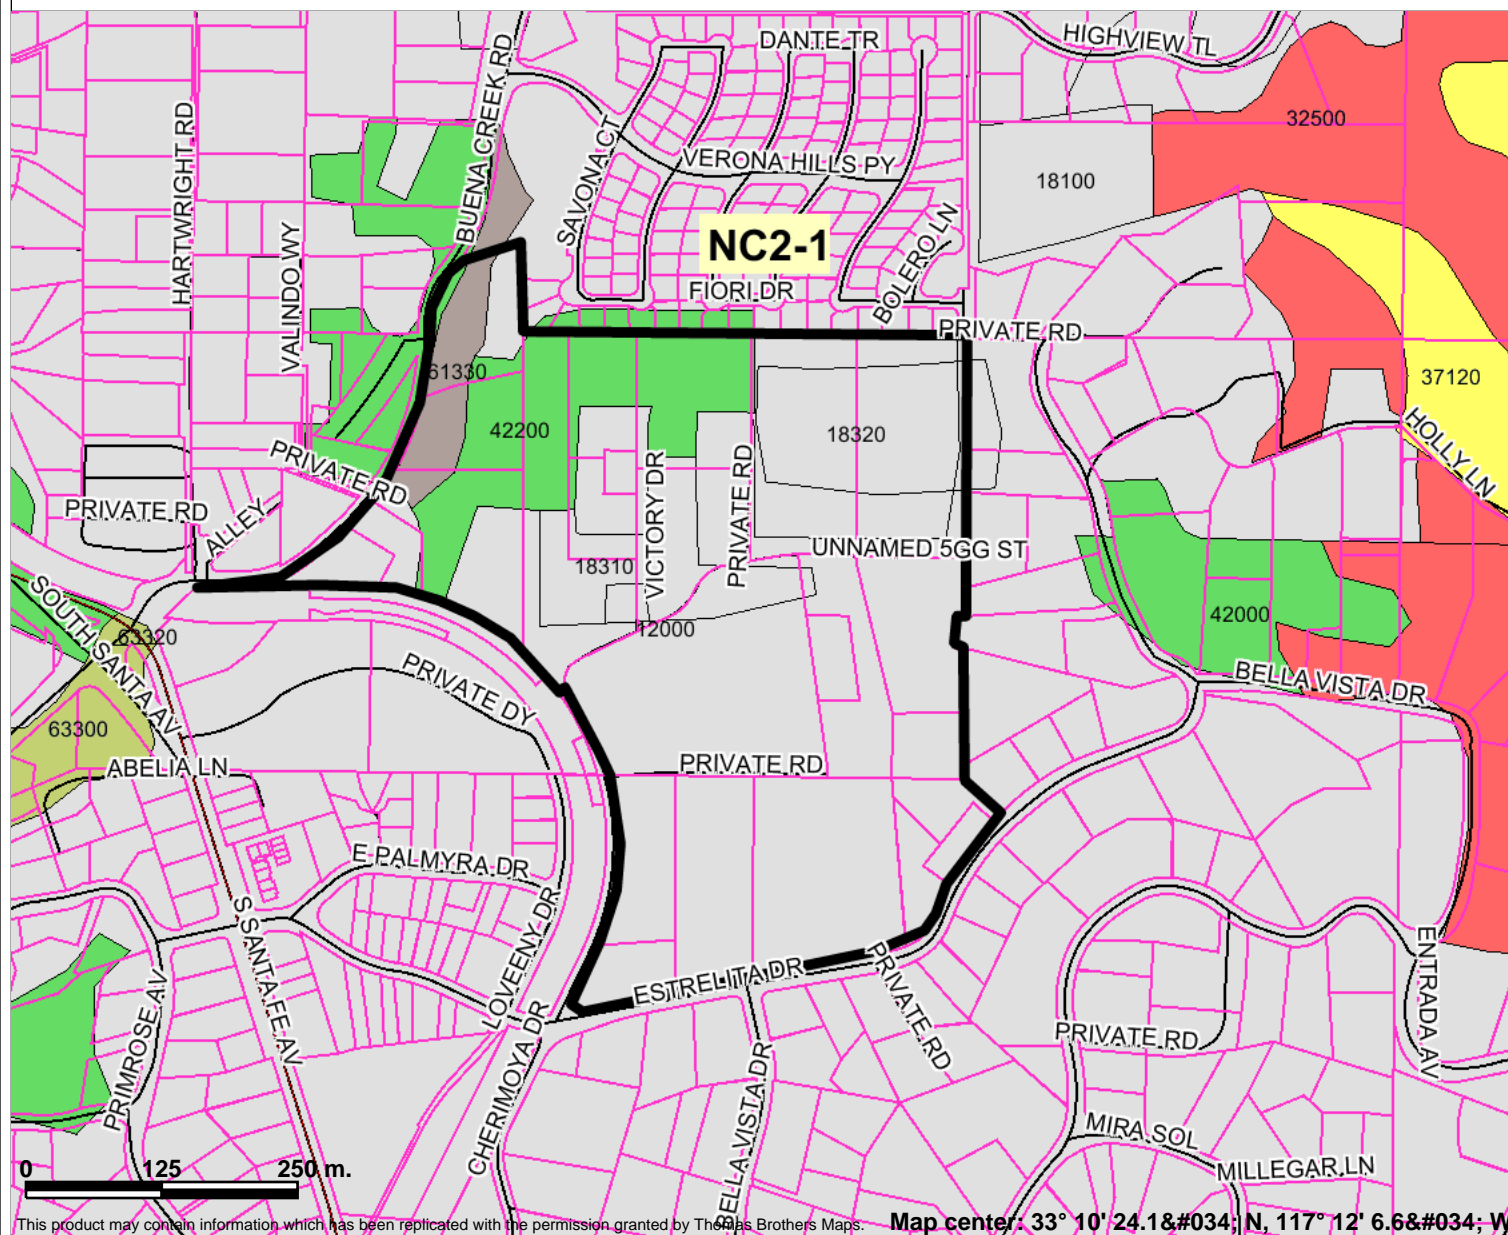 DANTE TR
HIGHVIEW TL
BUENA CREEK RD
HARTWRIGHT RD
SAVONA CT
32500
VERONA HILLS PY
18100
VALINDO WY
NC2-1
BOLERO LN
FIORI DR
PRIVATE RD
61330
37120
42200
18320
HOLLY LN
PRIVATE RD
VICTORY DR
PRIVATE RD
PRIVATE RD
ALLEY
UNNAMED 5GG ST
18310
SOUTH SANTA AV
63320
12000
42000
PRIVATE DY
BELLA VISTA DR
63300
ABELIA LN
PRIVATE RD
E PALMYRA DR
LOVEENY DR
S SANTA FE AV
ESTRELITA DR
PRIVATE RD
ENTRADA AV
PRIMROSE AV
CHERIMOYA DR
PRIVATE RD
BELLA VISTA DR
MIRA SOL
MILLEGAR LN
0 125 250 m.
This product may contain information which has been replicated with the permission granted by Thomas Brothers Maps.
Map center: 33° 10' 24.1&#034; N, 117° 12' 6.6&#034; W